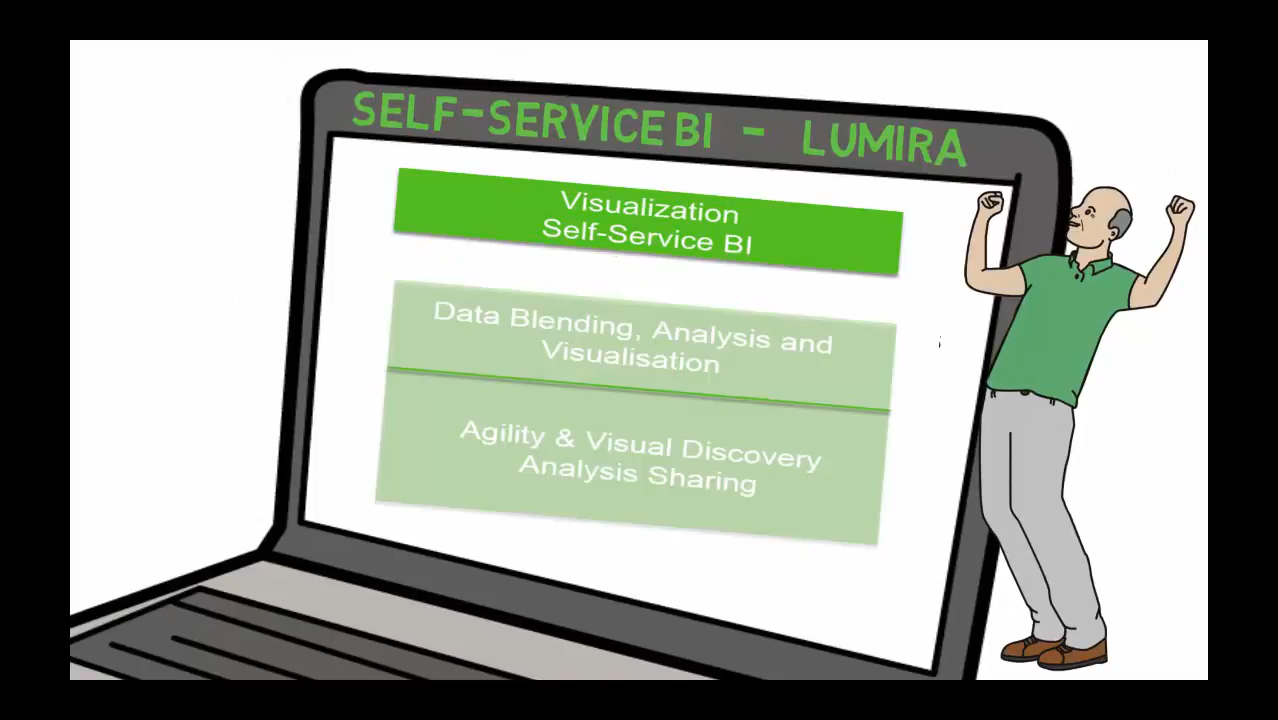 SELF-SERVICE BI - LUMIRA
Visualization
Self-Service BI
Data Blending, Analysis and
Visualisation
Agility & Visual Discovery
Analysis Sharing